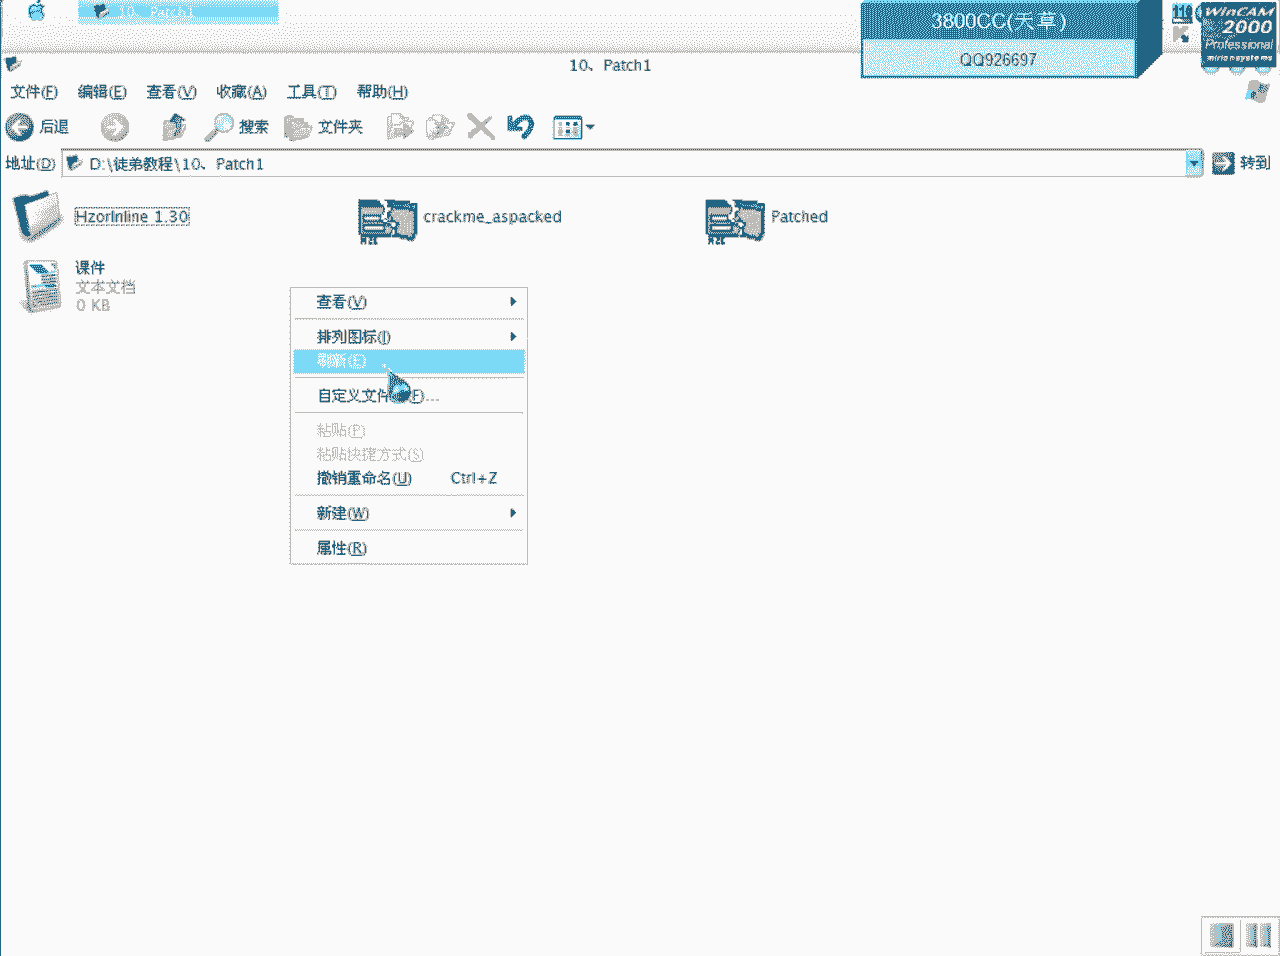 10、Patch1
3800CC(天草)
QQ926697
WinCAM
2000
Professional
mirionsystems
10、Patch1
文件(F) 编辑(E) 查看(V) 收藏(A) 工具(T) 帮助(H)
后退 搜索 文件夹
地址(D) D:\徒弟教程\10、Patch1 转到
HzorInline 1.30 crackme_aspacked Patched
课件
文本文档
0 KB
查看(V)
排列图标(I)
刷新(E)
自定义文件 (F)...
粘贴(P)
粘贴快捷方式(S)
撤销重命名(U) Ctrl+Z
新建(W)
属性(R)